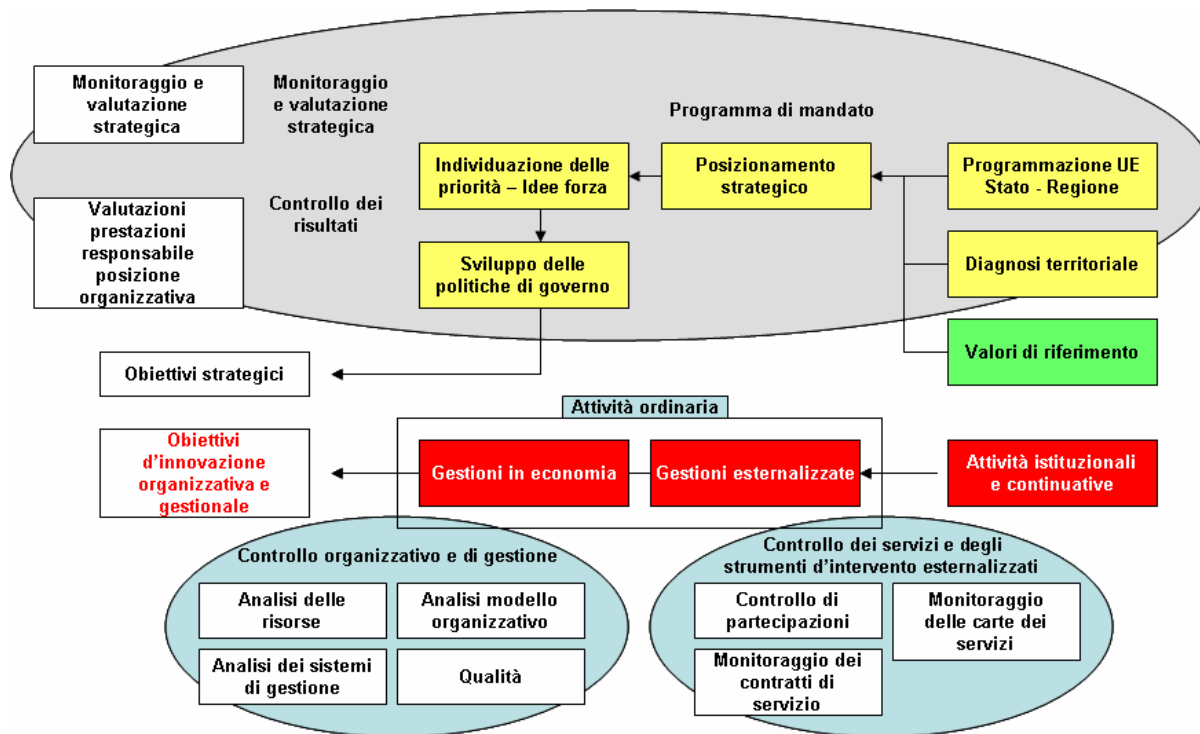 Monitoraggio e
valutazione
strategica
Monitoraggio
e valutazione
strategica
Programma di mandato
Individuazione delle
priorità – Idee forza
Posizionamento
strategico
Programmazione UE
Stato - Regione
Valutazioni
prestazioni
responsabile
posizione
organizzativa
Controllo dei
risultati
Sviluppo delle
politiche di governo
Diagnosi territoriale
Valori di riferimento
Obiettivi strategici
Attività ordinaria
Obiettivi
d'innovazione
organizzativa e
gestionale
Gestioni in economia
Gestioni esternalizzate
Attività istituzionali
e continuative
Controllo organizzativo e di gestione
Analisi delle
risorse
Analisi modello
organizzativo
Analisi dei sistemi
di gestione
Qualità
Controllo dei servizi e degli
strumenti d'intervento esternalizzati
Controllo di
partecipazioni
Monitoraggio
delle carte dei
servizi
Monitoraggio dei
contratti di
servizio